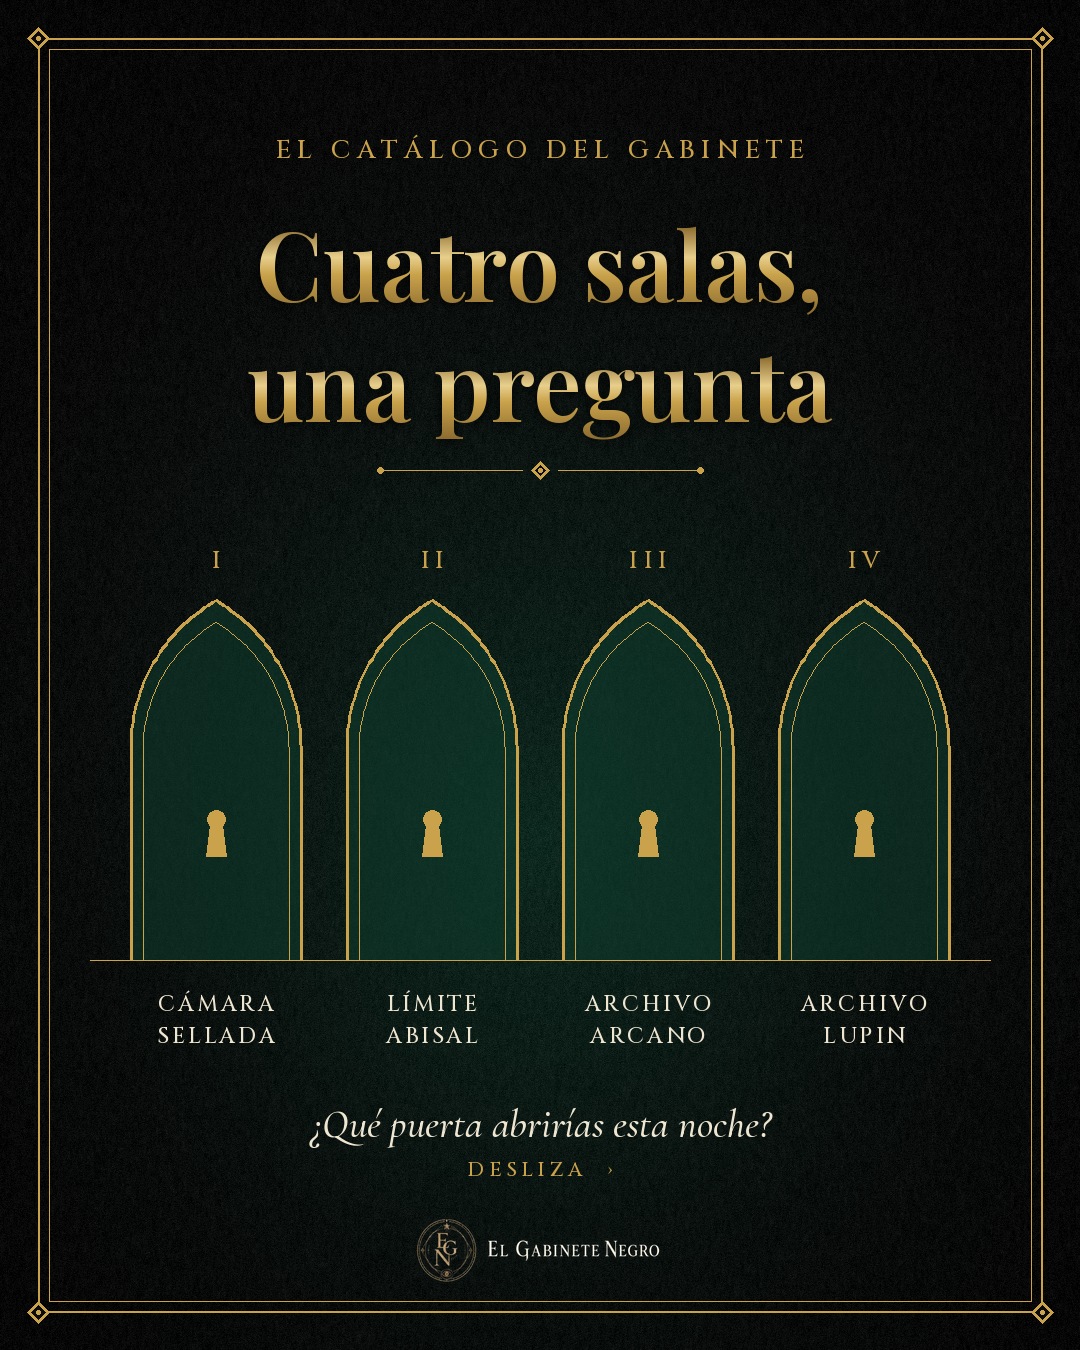 EL CATÁLOGO DEL GABINETE
Cuatro salas,
una pregunta
I II III IV
CÁMARA SELLADA
LÍMITE ABISAL
ARCHIVO ARCANO
ARCHIVO LUPIN
¿Qué puerta abrirías esta noche?
DESLIZA ›
EGN
EL GABINETE NEGRO